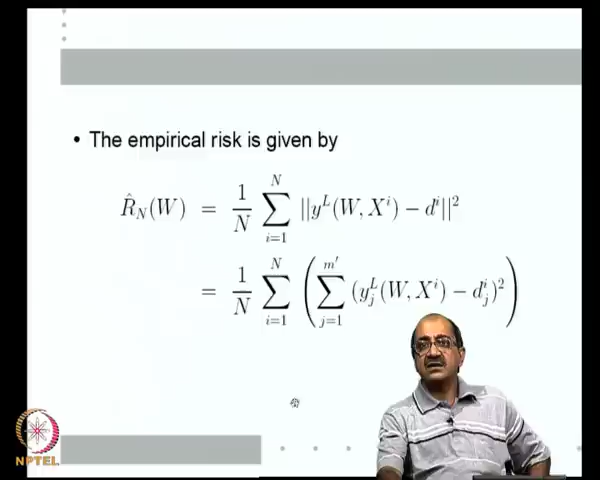 • The empirical risk is given by
R̂_N(W) = 1/N ∑_{i=1}^{N} ||y^L(W, X^i) − d^i||^2
= 1/N ∑_{i=1}^{N} ( ∑_{j=1}^{m'} (y_j^L(W, X^i) − d_j^i)^2 )
NPTEL